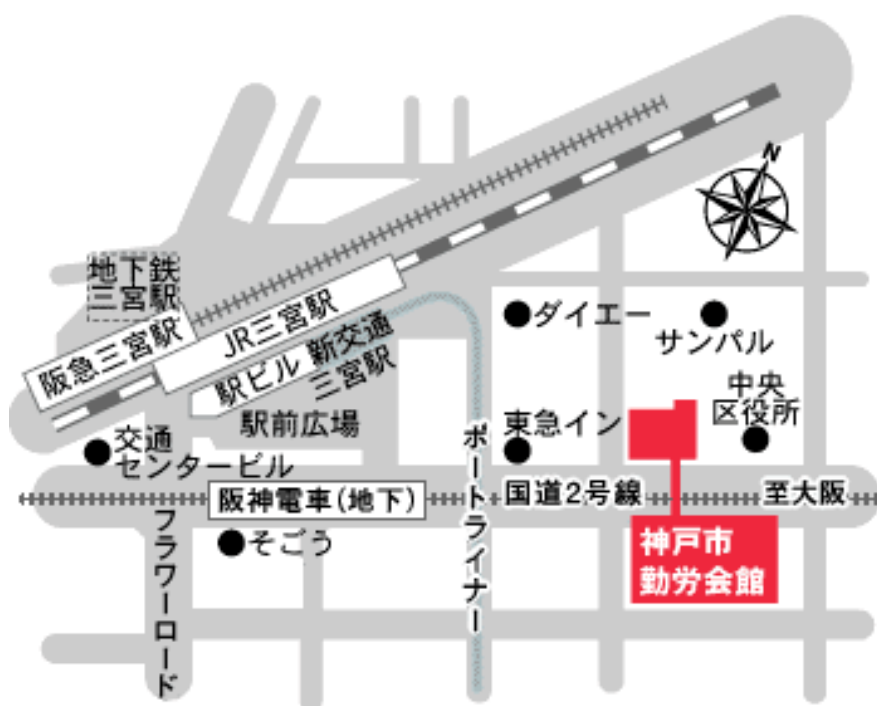 N
地下鉄
三宮駅
阪急三宮駅
JR三宮駅
駅ビル
新交通
三宮駅
駅前広場
ダイエー
サンパル
中央
区役所
東急イン
交通
センタービル
阪神電車(地下)
国道2号線
至大阪
そごう
フラワーロード
ポートライナー
神戸市
勤労会館